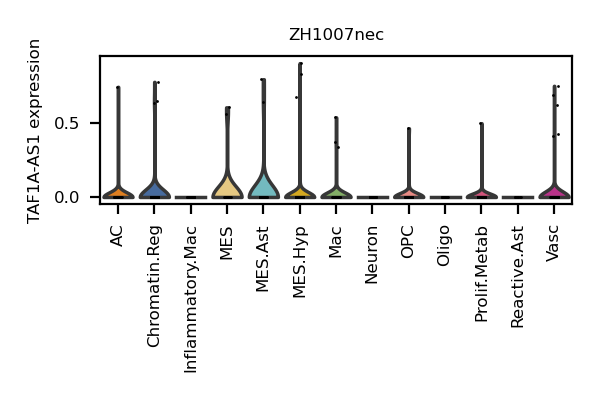 ZH1007nec
TAF1A-AS1 expression
0.5
0.0
AC
Chromatin.Reg
Inflammatory.Mac
MES
MES.Ast
MES.Hyp
Mac
Neuron
OPC
Oligo
Prolif.Metab
Reactive.Ast
Vasc